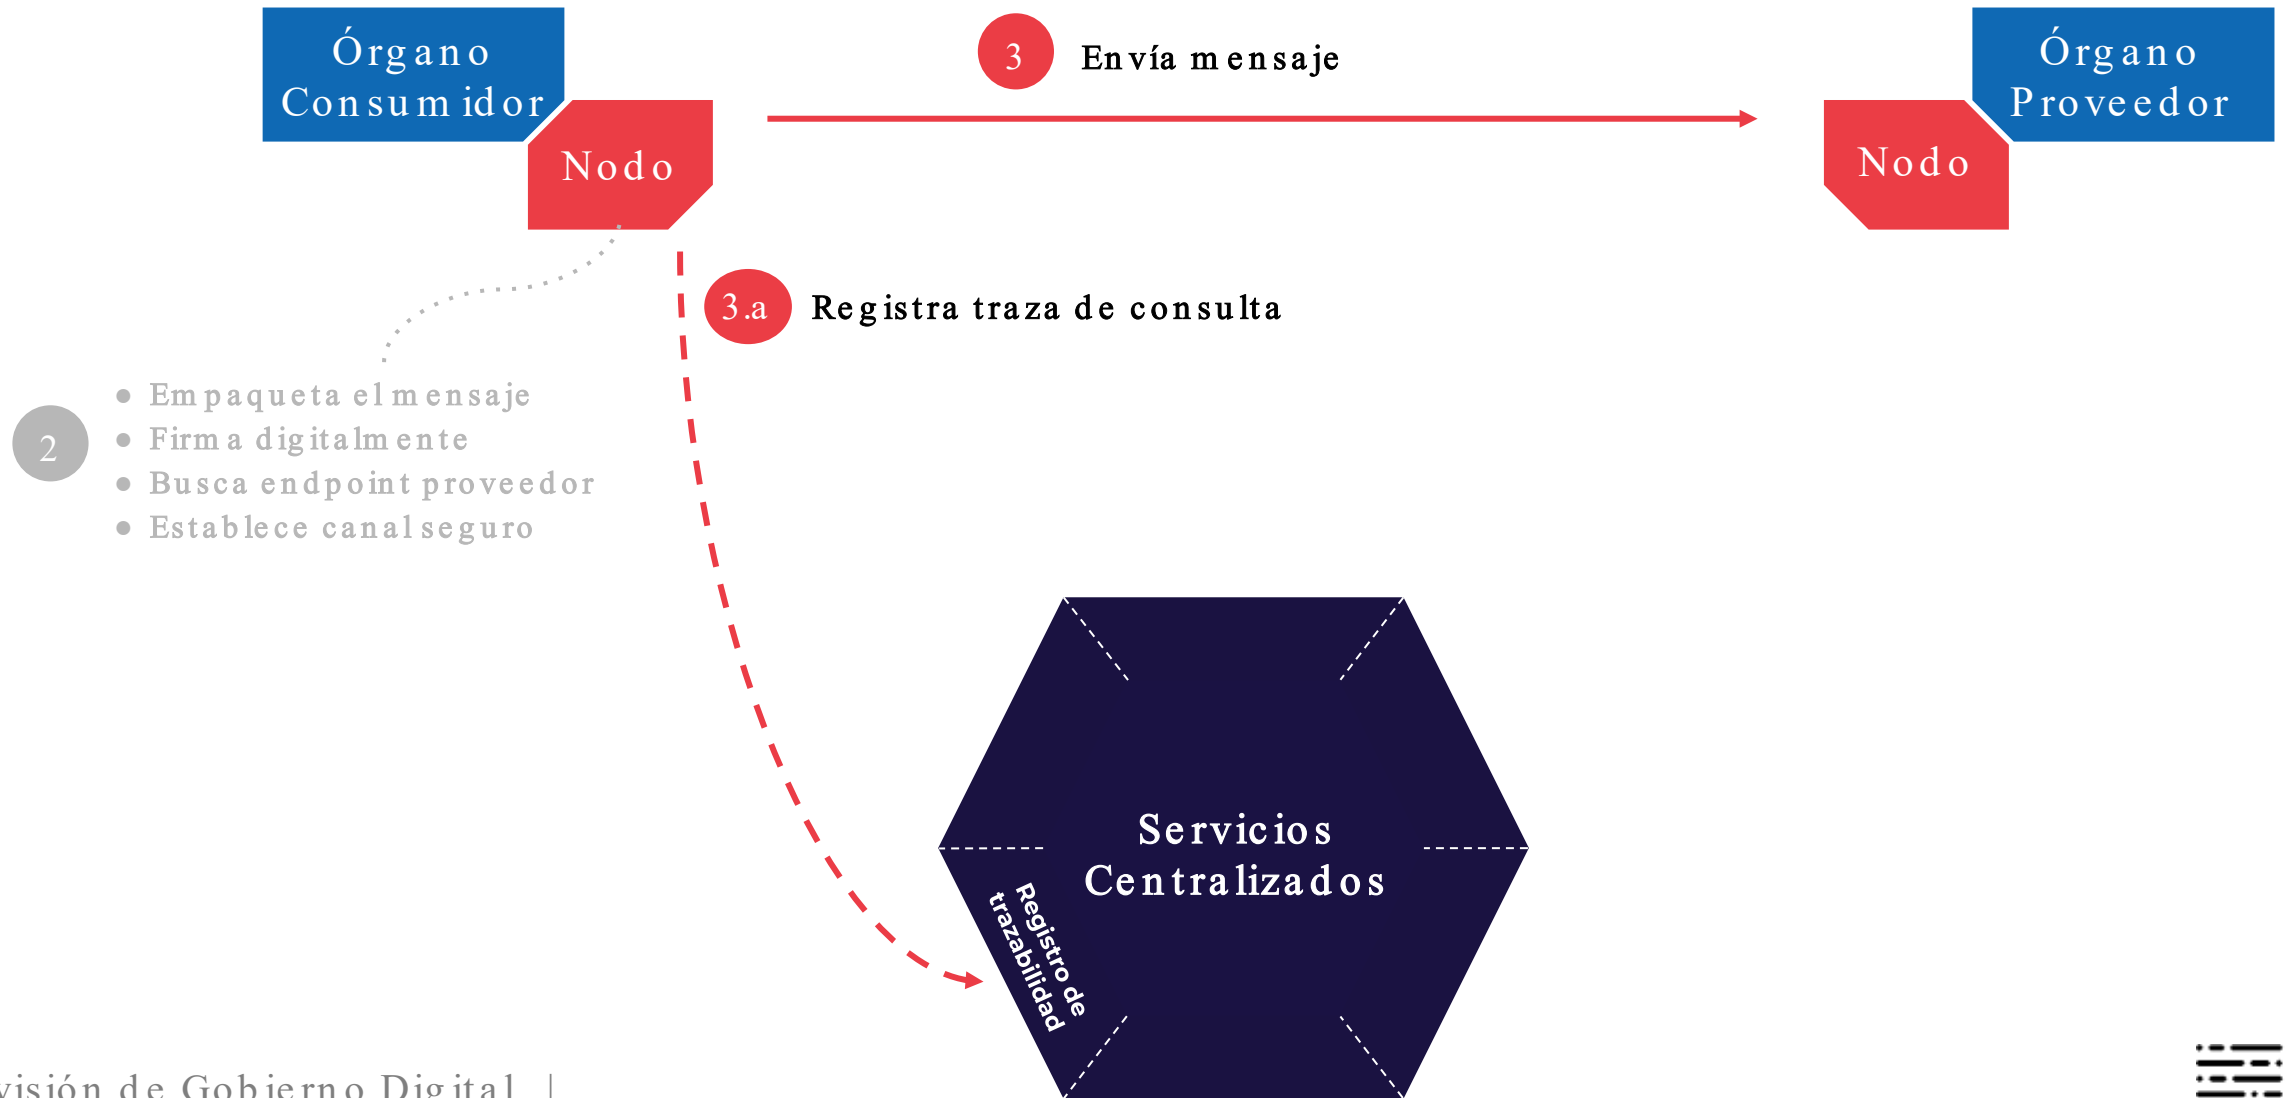 Órgano
Consumidor
Nodo
3
Envía mensaje
Órgano
Proveedor
Nodo
3.a
Registra traza de consulta
2
● Empaqueta el mensaje
● Firma digitalmente
● Busca endpoint proveedor
● Establece canal seguro
Servicios
Centralizados
Registro de
trazabilidad
visión de Gobierno Digital |